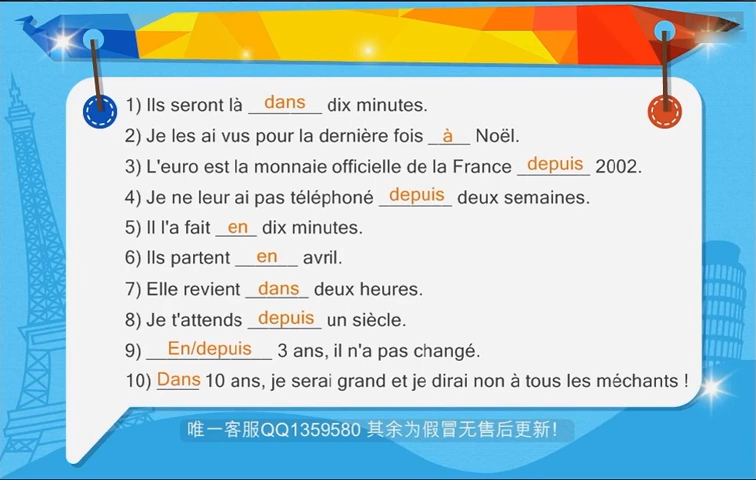 1) Ils seront là dans dix minutes.
2) Je les ai vus pour la dernière fois à Noël.
3) L'euro est la monnaie officielle de la France depuis 2002.
4) Je ne leur ai pas téléphoné depuis deux semaines.
5) Il l'a fait en dix minutes.
6) Ils partent en avril.
7) Elle revient dans deux heures.
8) Je t'attends depuis un siècle.
9) En/depuis 3 ans, il n'a pas changé.
10) Dans 10 ans, je serai grand et je dirai non à tous les méchants !
唯一客服QQ1359580 其余为假冒无售后更新!